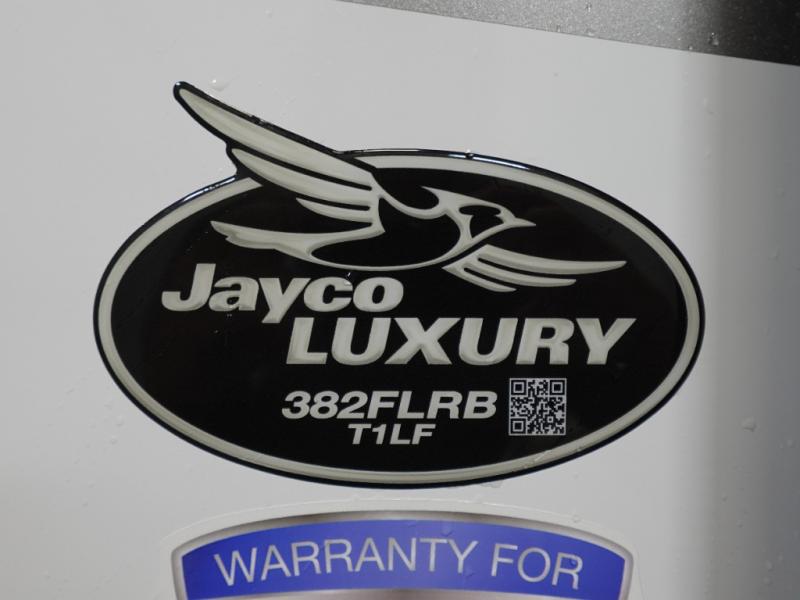 Jayco
LUXURY
382FLRB
T1LF
WARRANTY FOR